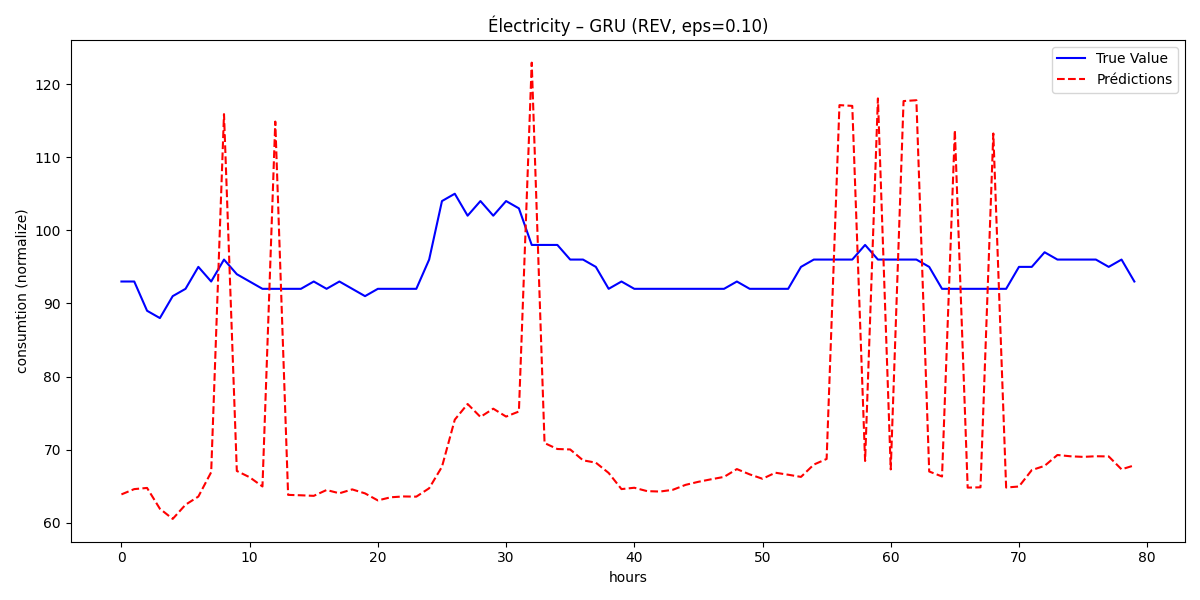 Électricity – GRU (REV, eps=0.10)
True Value
Prédictions
consumtion (normalize)
120
110
100
90
80
70
60
0 10 20 30 40 50 60 70 80
hours